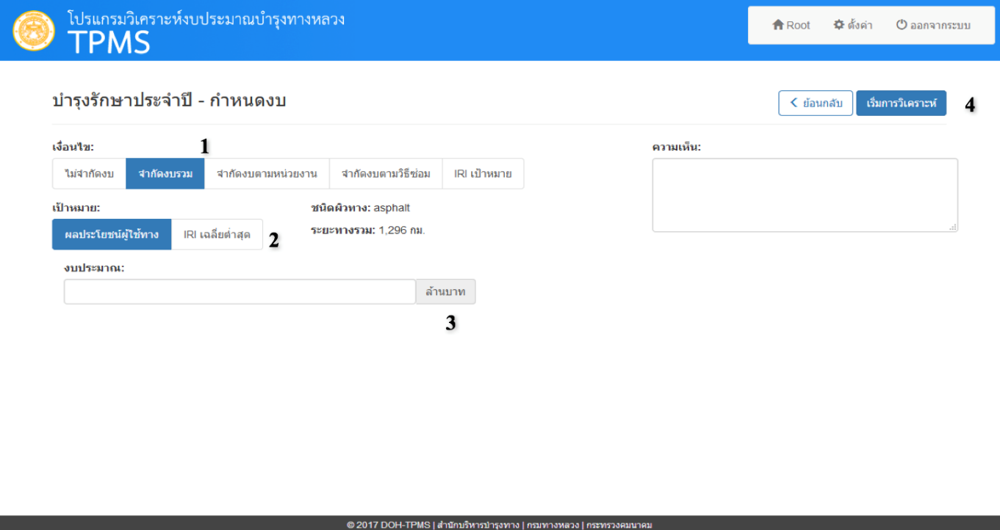 โปรแกรมวิเคราะห์งบประมาณบำรุงทางหลวง
TPMS
Root ตั้งค่า ออกจากระบบ
บำรุงรักษาประจำปี - กำหนดงบ
ย้อนกลับ เริ่มการวิเคราะห์ 4
เงื่อนไข: 1
ความเห็น:
ไม่จำกัดงบ จำกัดงบรวม จำกัดงบตามหน่วยงาน จำกัดงบตามวิธีซ่อม IRI เป้าหมาย
เป้าหมาย: ชนิดผิวทาง: asphalt
ผลประโยชน์ผู้ใช้ทาง IRI เฉลี่ยต่ำสุด 2 ระยะทางรวม: 1,296 กม.
งบประมาณ:
ล้านบาท
3
© 2017 DOH-TPMS | สำนักบริหารบำรุงทาง | กรมทางหลวง | กระทรวงคมนาคม